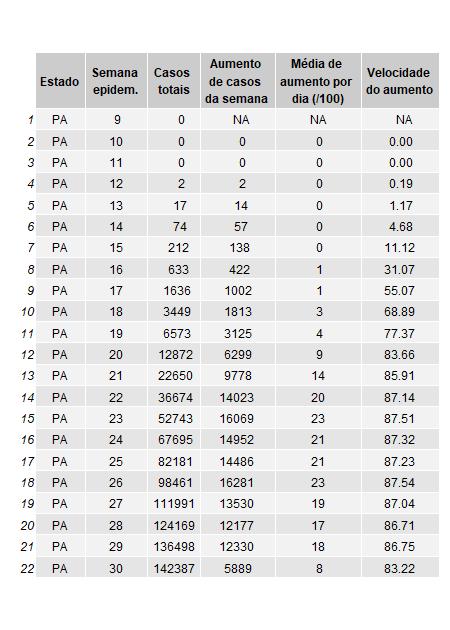 Estado Semana epidem. Casos totais Aumento de casos da semana Média de aumento por dia (/100) Velocidade do aumento
1 PA 9 0 NA NA NA
2 PA 10 0 0 0 0.00
3 PA 11 0 0 0 0.00
4 PA 12 2 2 0 0.19
5 PA 13 17 14 0 1.17
6 PA 14 74 57 0 4.68
7 PA 15 212 138 0 11.12
8 PA 16 633 422 1 31.07
9 PA 17 1636 1002 1 55.07
10 PA 18 3449 1813 3 68.89
11 PA 19 6573 3125 4 77.37
12 PA 20 12872 6299 9 83.66
13 PA 21 22650 9778 14 85.91
14 PA 22 36674 14023 20 87.14
15 PA 23 52743 16069 23 87.51
16 PA 24 67695 14952 21 87.32
17 PA 25 82181 14486 21 87.23
18 PA 26 98461 16281 23 87.54
19 PA 27 111991 13530 19 87.04
20 PA 28 124169 12177 17 86.71
21 PA 29 136498 12330 18 86.75
22 PA 30 142387 5889 8 83.22